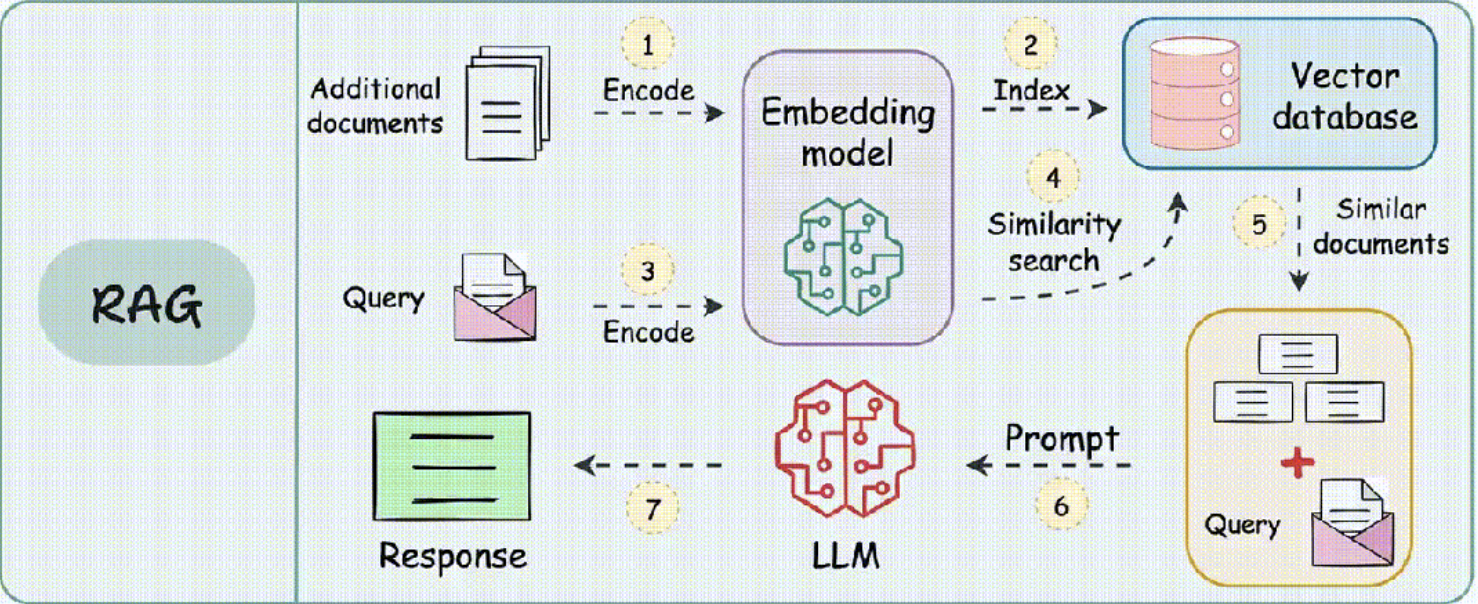 RAG
Additional
documents
1
Encode
Embedding
model
2
Index
Vector
database
Query
3
Encode
4
Similarity
search
5
Similar
documents
Query
Prompt
6
LLM
7
Response